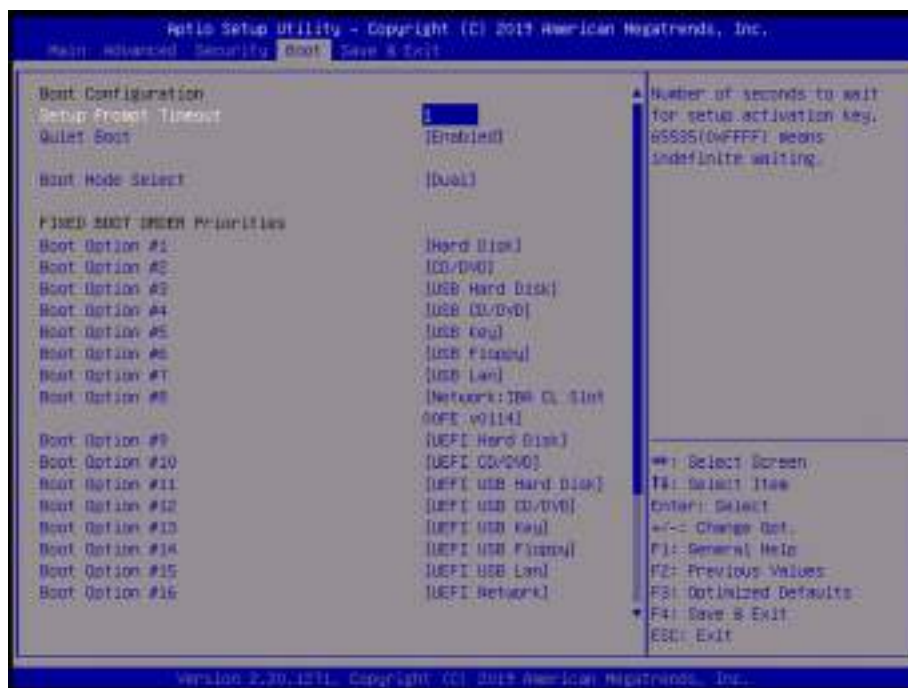 Aptio Setup Utility - Copyright (C) 2019 American Megatrends, Inc.
Main Advanced Security Boot Save & Exit
Boot Configuration
Setup Prompt Timeout 1
Quiet Boot [Enabled]
Boot Mode Select [Dual]
FIXED BOOT ORDER Priorities
Boot Option #1 [Hard Disk]
Boot Option #2 [CD/DVD]
Boot Option #3 [USB Hard Disk]
Boot Option #4 [USB CD/DVD]
Boot Option #5 [USB Key]
Boot Option #6 [USB Floppy]
Boot Option #7 [USB Lan]
Boot Option #8 [Network:IBA CL Slot
00FE v0114]
Boot Option #9 [UEFI Hard Disk]
Boot Option #10 [UEFI CD/DVD]
Boot Option #11 [UEFI USB Hard Disk]
Boot Option #12 [UEFI USB CD/DVD]
Boot Option #13 [UEFI USB Key]
Boot Option #14 [UEFI USB Floppy]
Boot Option #15 [UEFI USB Lan]
Boot Option #16 [UEFI Network]
Number of seconds to wait
for setup activation key.
65535(0xFFFF) means
indefinite waiting.
: Select Screen
: Select Item
Enter: Select
+/-: Change Opt.
F1: General Help
F2: Previous Values
F3: Optimized Defaults
F4: Save & Exit
ESC: Exit
Version 2.20.1271. Copyright (C) 2019 American Megatrends, Inc.